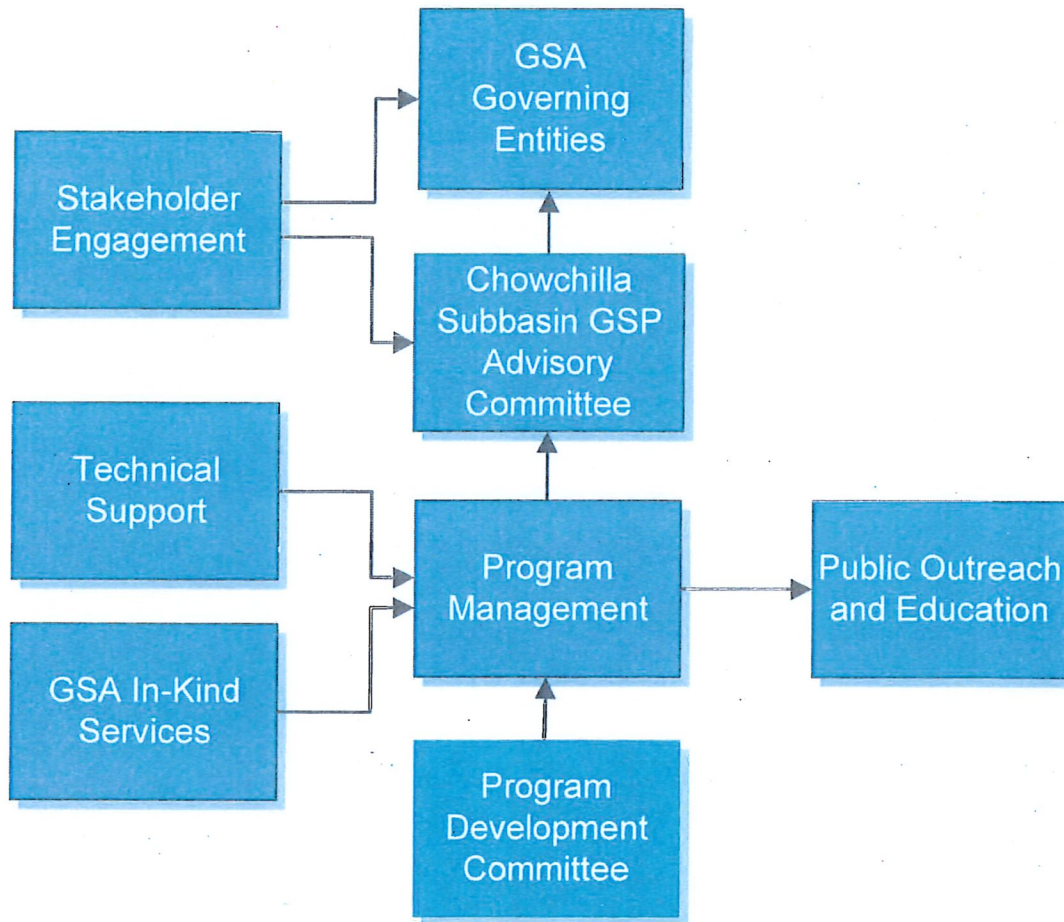 GSA
Governing
Entities
Stakeholder
Engagement
Chowchilla
Subbasin GSP
Advisory
Committee
Technical
Support
Program
Management
Public Outreach
and Education
GSA In-Kind
Services
Program
Development
Committee